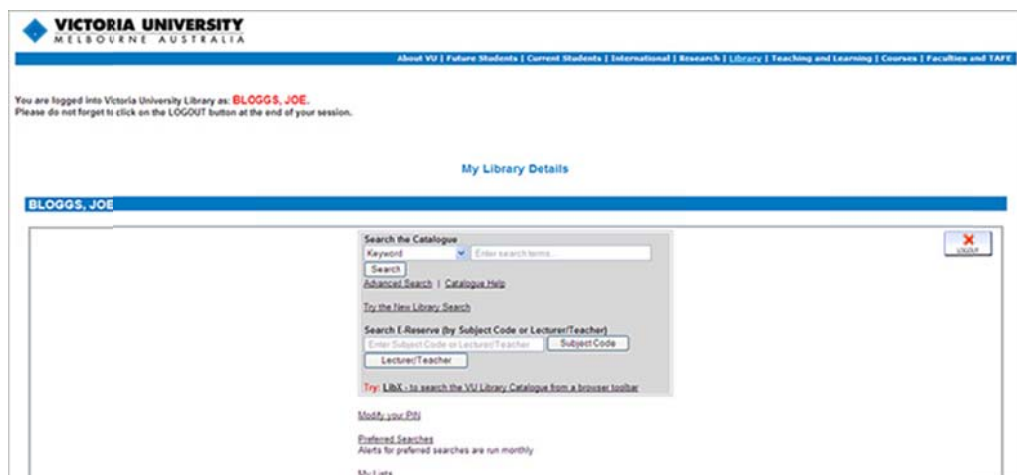 VICTORIA UNIVERSITY
MELBOURNE AUSTRALIA
About VU | Future Students | Current Students | International | Research | Library | Teaching and Learning | Courses | Faculties and TAFE
You are logged into Victoria University Library as: BLOGGS, JOE.
Please do not forget to click on the LOGOUT button at the end of your session.
My Library Details
BLOGGS, JOE
Search the Catalogue
Keyword Enter search terms...
Search
LOGOUT
Advanced Search | Catalogue Help
Try the New Library Search
Search E-Reserve (by Subject Code or Lecturer/Teacher)
Enter Subject Code or Lecturer/Teacher Subject Code
Lecturer/Teacher
Try: LibX - to search the VU Library Catalogue from a browser toolbar
Modify your PIN
Preferred Searches
Alerts for preferred searches are run monthly
My Lists